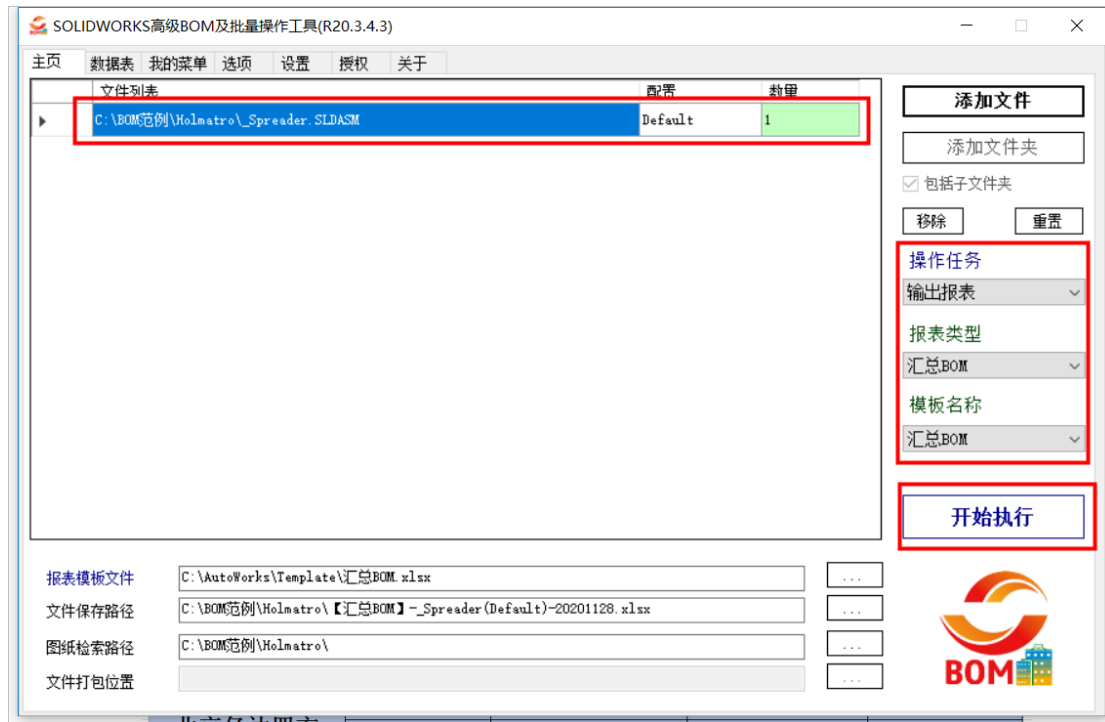 SOLIDWORKS高级BOM及批量操作工具(R20.3.4.3)
主页 数据表 我的菜单 选项 设置 授权 关于
文件列表 配置 数量
C:\BOM范例\Holmatro\_Spreader.SLDASM Default 1
添加文件
添加文件夹
包括子文件夹
移除 重置
操作任务
输出报表
报表类型
汇总BOM
模板名称
汇总BOM
开始执行
报表模板文件 C:\AutoWorks\Template\汇总BOM.xlsx ...
文件保存路径 C:\BOM范例\Holmatro\【汇总BOM】-_Spreader(Default)-20201128.xlsx ...
图纸检索路径 C:\BOM范例\Holmatro\ ...
文件打包位置 ...
BOM